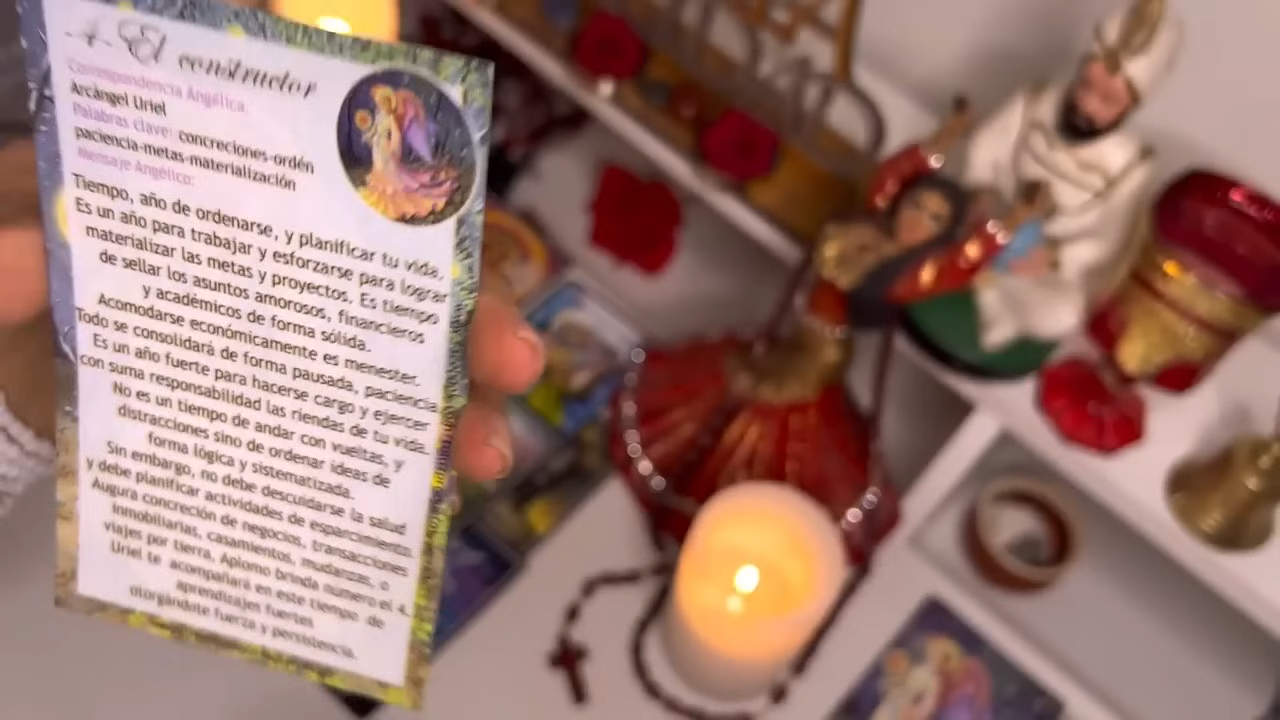 4 El constructor
Correspondencia Angélica:
Arcángel Uriel
Palabras clave: concreciones-ordén
paciencia-metas-materialización
Mensaje Angélico:
Tiempo, año de ordenarse, y planificar tu vida.
Es un año para trabajar y esforzarse para lograr
materializar las metas y proyectos. Es tiempo
de sellar los asuntos amorosos, financieros
y académicos de forma sólida.
Acomodarse económicamente es menester.
Todo se consolidará de forma pausada, paciencia
Es un año fuerte para hacerse cargo y ejercer
con suma responsabilidad las riendas de tu vida.
No es un tiempo de andar con vueltas, y
distracciones sino de ordenar ideas de
forma lógica y sistematizada.
Sin embargo, no debe descuidarse la salud
y debe planificar actividades de esparcimiento.
Augura concreción de negocios, transacciones
inmobiliarias, casamientos, mudanzas, o
viajes por tierra. Aplomo brinda número el 4.
Uriel te acompañará en este tiempo de
aprendizajes fuertes
otorgándote fuerza y persistencia.